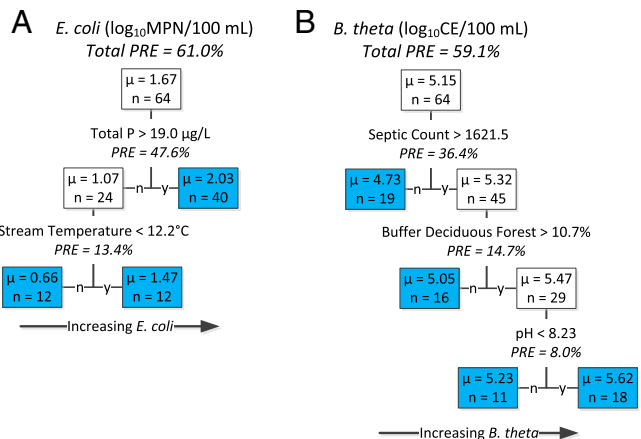 A
E. coli (log₁₀MPN/100 mL)
Total PRE = 61.0%
μ = 1.67
n = 64
Total P > 19.0 μg/L
PRE = 47.6%
μ = 1.07
n = 24
n
y
μ = 2.03
n = 40
Stream Temperature < 12.2°C
PRE = 13.4%
μ = 0.66
n = 12
n
y
μ = 1.47
n = 12
Increasing E. coli
B
B. theta (log₁₀CE/100 mL)
Total PRE = 59.1%
μ = 5.15
n = 64
Septic Count > 1621.5
PRE = 36.4%
μ = 4.73
n = 19
n
y
μ = 5.32
n = 45
Buffer Deciduous Forest > 10.7%
PRE = 14.7%
μ = 5.05
n = 16
n
y
μ = 5.47
n = 29
pH < 8.23
PRE = 8.0%
μ = 5.23
n = 11
n
y
μ = 5.62
n = 18
Increasing B. theta